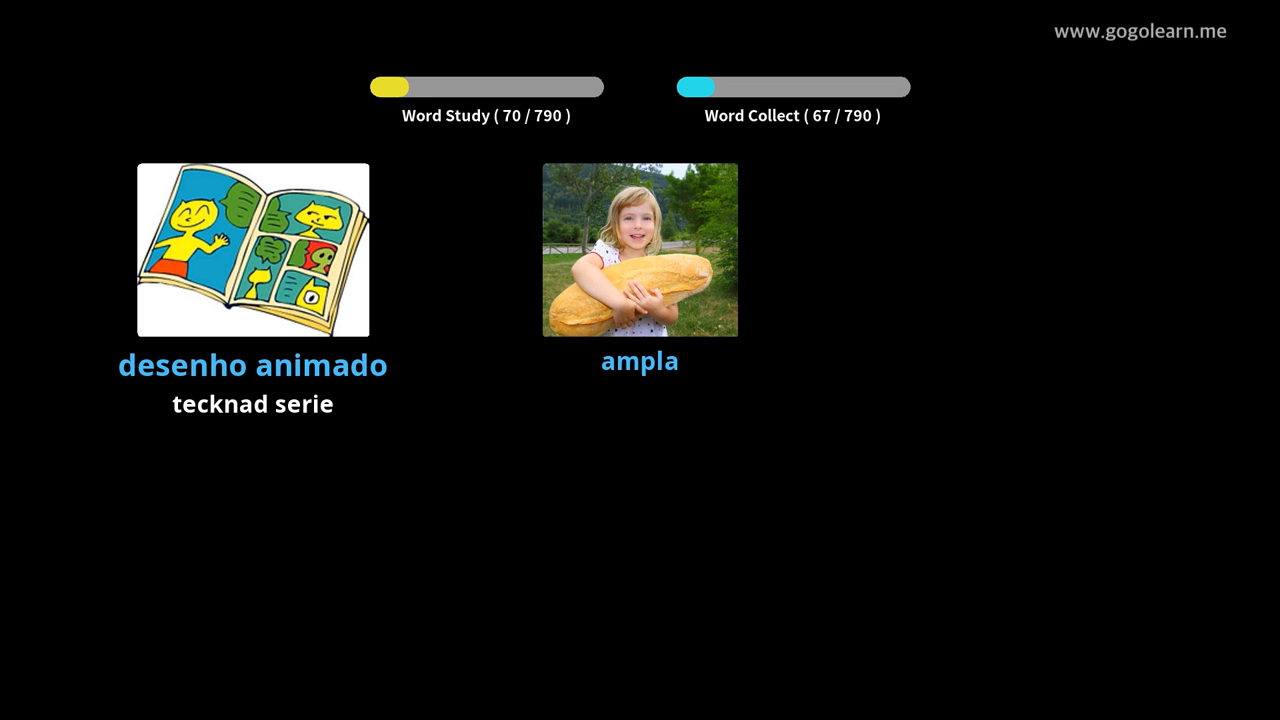 www.gogolearn.me
Word Study ( 70 / 790 )
Word Collect ( 67 / 790 )
desenho animado
tecknad serie
ampla